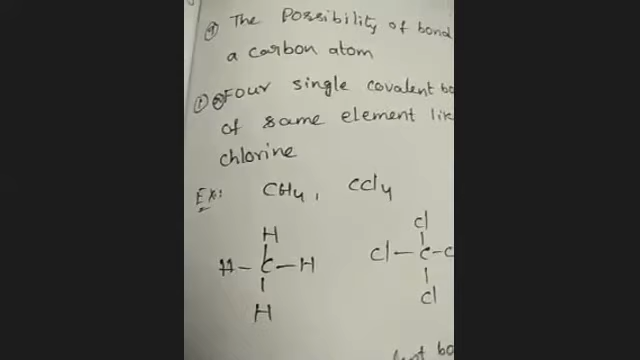 The Possibility of bond
a carbon atom
① Four single covalent bo
of same element lik
chlorine
Ex: CH4, CCl4
H
H-C-H
H
Cl
Cl-C-C
Cl
bo